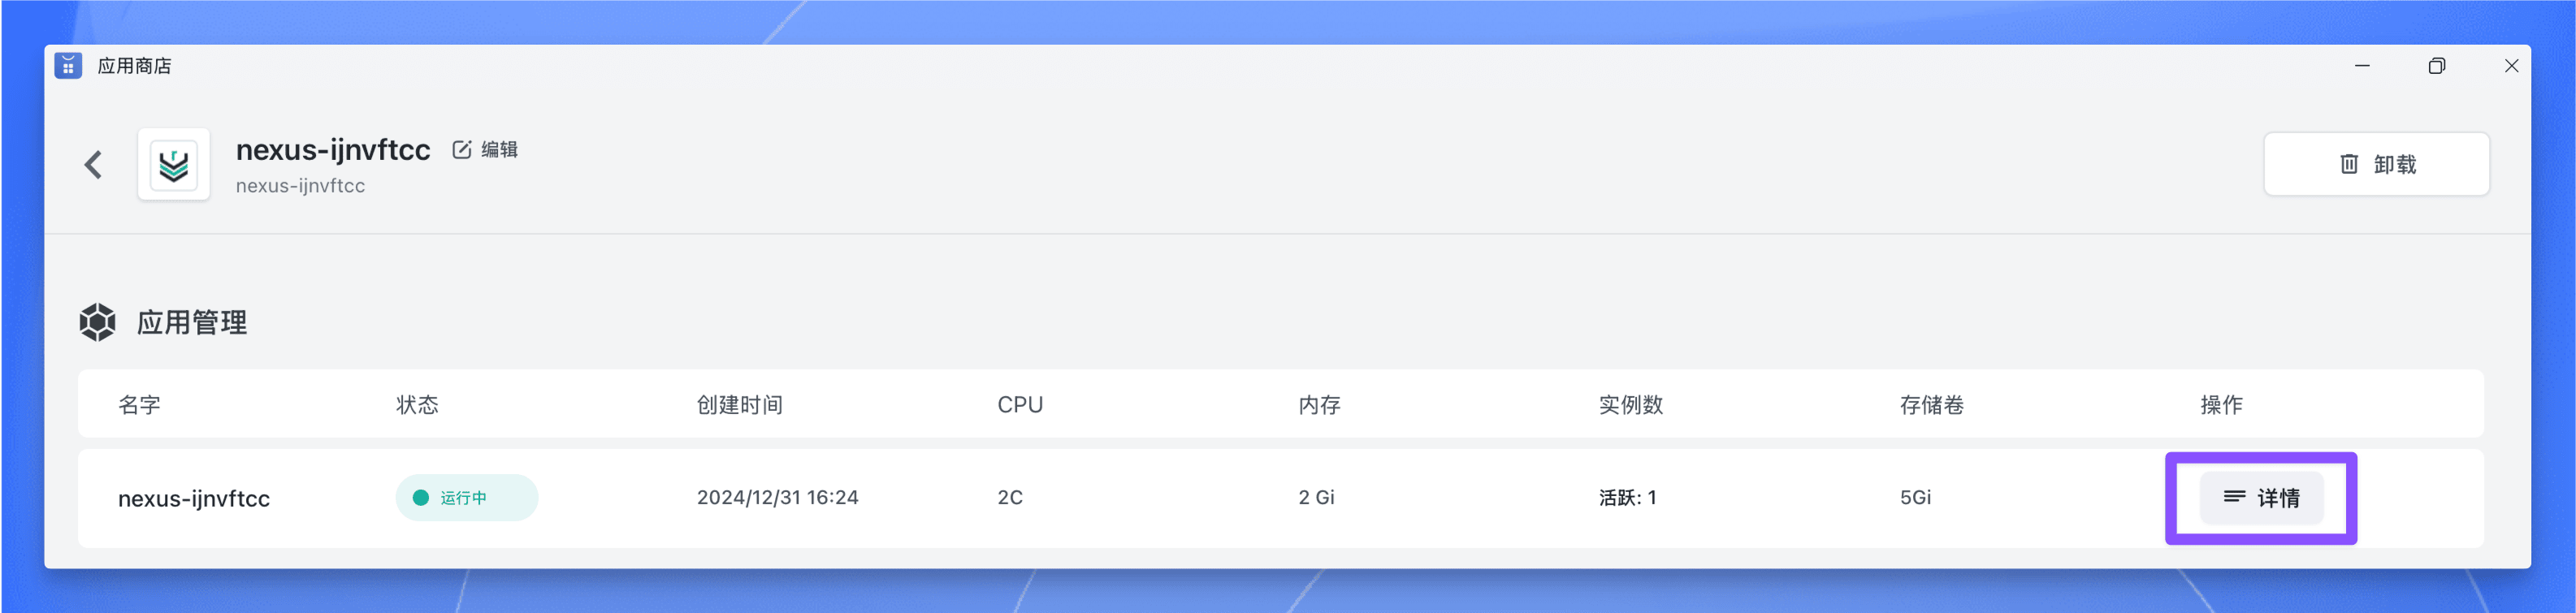 应用商店
nexus-ijnvftcc 编辑
nexus-ijnvftcc
卸载
应用管理
名字 状态 创建时间 CPU 内存 实例数 存储卷 操作
nexus-ijnvftcc 运行中 2024/12/31 16:24 2C 2 Gi 活跃: 1 5Gi 详情